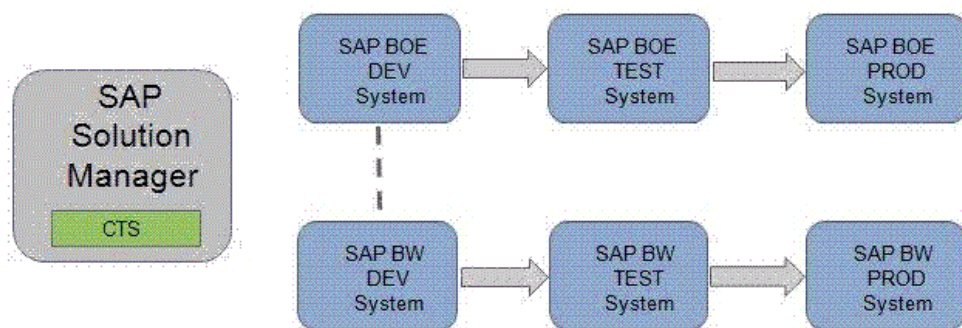 SAP
Solution
Manager
CTS
SAP BOE
DEV
System
SAP BOE
TEST
System
SAP BOE
PROD
System
SAP BW
DEV
System
SAP BW
TEST
System
SAP BW
PROD
System